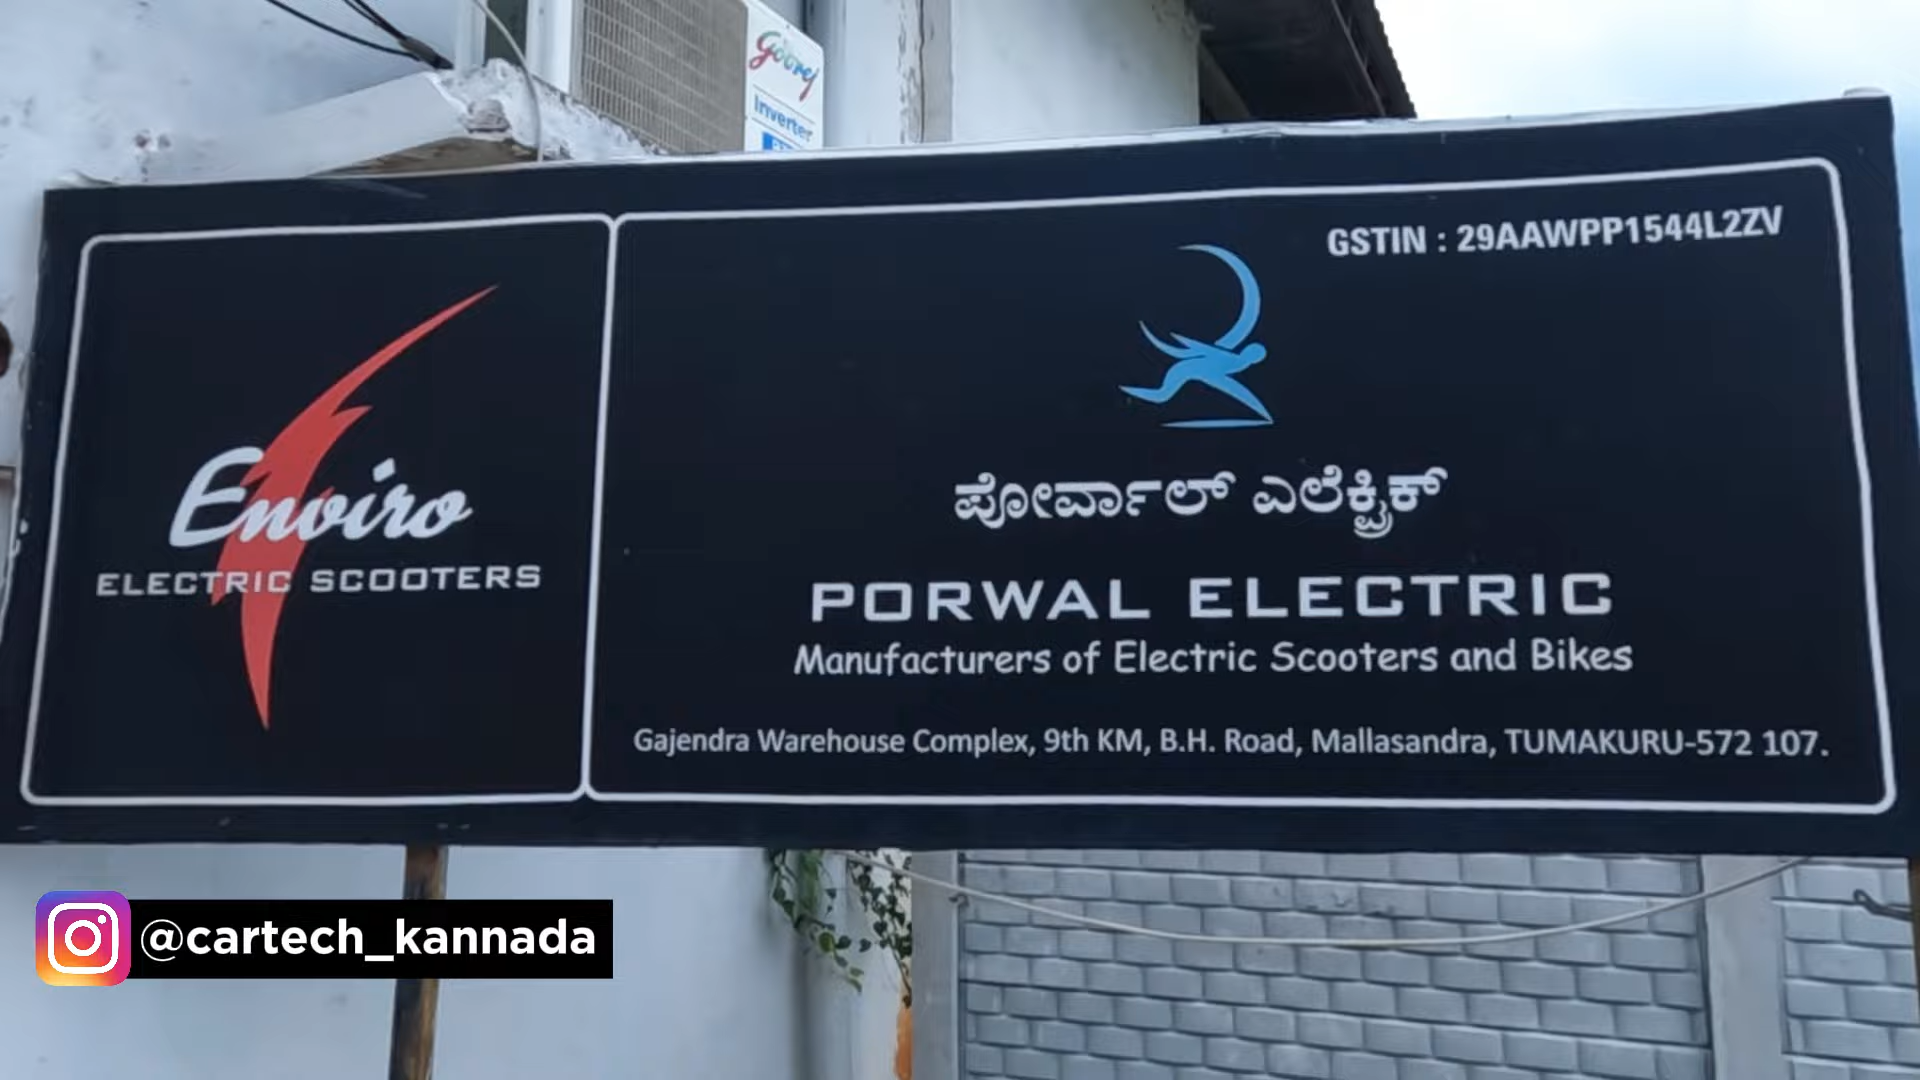 Godrej
Inverter
Enviro
ELECTRIC SCOOTERS
GSTIN : 29AAWPP1544L2ZV
ಪೋರ್ವಾಲ್ ಎಲೆಕ್ಟ್ರಿಕ್
PORWAL ELECTRIC
Manufacturers of Electric Scooters and Bikes
Gajendra Warehouse Complex, 9th KM, B.H. Road, Mallasandra, TUMAKURU-572 107.
@cartech_kannada